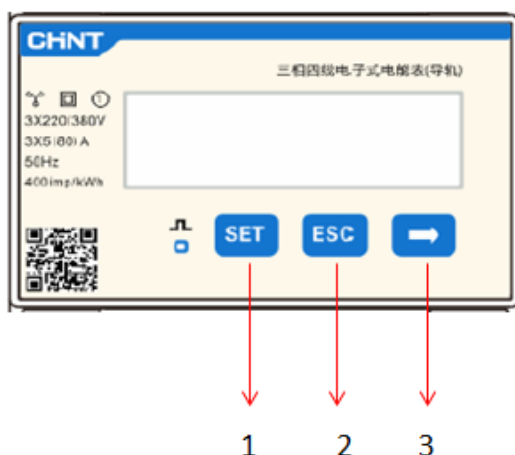 CHNT
三相四线电子式电能表(导轨)
3X220/380V
3X5(80)A
50Hz
400imp/kWh
SET
ESC
1 2 3